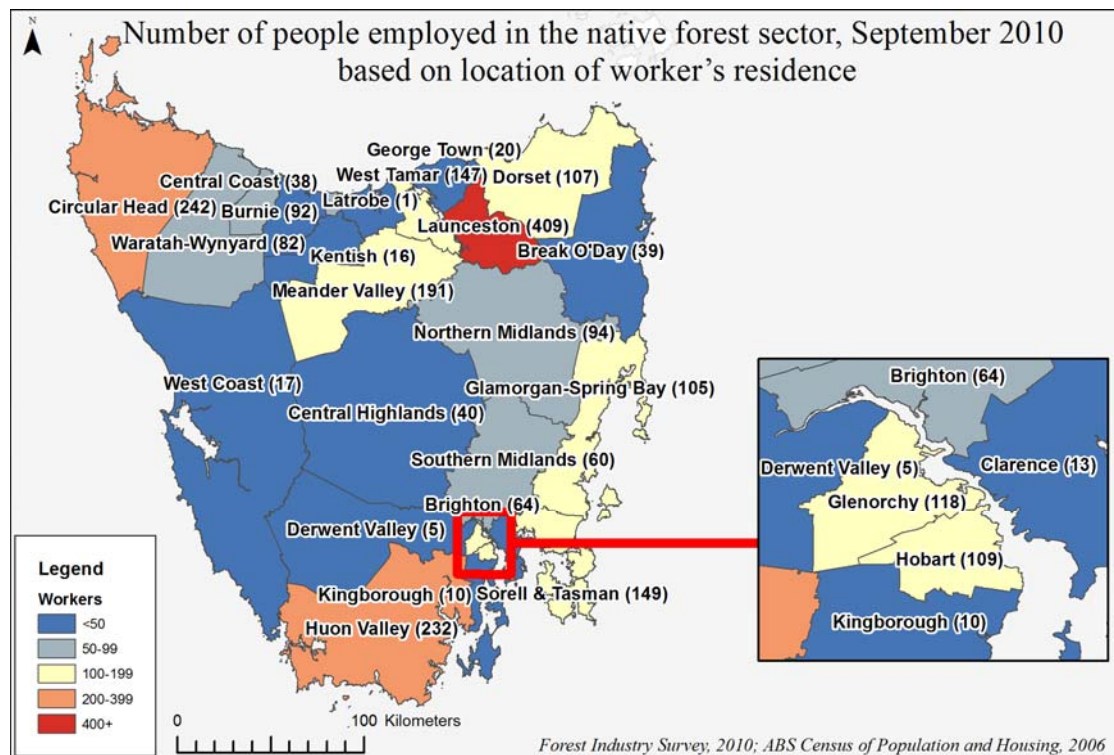 N
Number of people employed in the native forest sector, September 2010
based on location of worker's residence
George Town (20)
West Tamar (147)
Dorset (107)
Central Coast (38)
Latrobe (1)
Circular Head (242)
Burnie (92)
Launceston (409)
Waratah-Wynyard (82)
Kentish (16)
Break O'Day (39)
Meander Valley (191)
Northern Midlands (94)
West Coast (17)
Glamorgan-Spring Bay (105)
Central Highlands (40)
Southern Midlands (60)
Brighton (64)
Derwent Valley (5)
Kingborough (10)
Sorell & Tasman (149)
Huon Valley (232)
Brighton (64)
Derwent Valley (5)
Clarence (13)
Glenorchy (118)
Hobart (109)
Kingborough (10)
Legend
Workers
<50
50-99
100-199
200-399
400+
0
100 Kilometers
Forest Industry Survey, 2010; ABS Census of Population and Housing, 2006